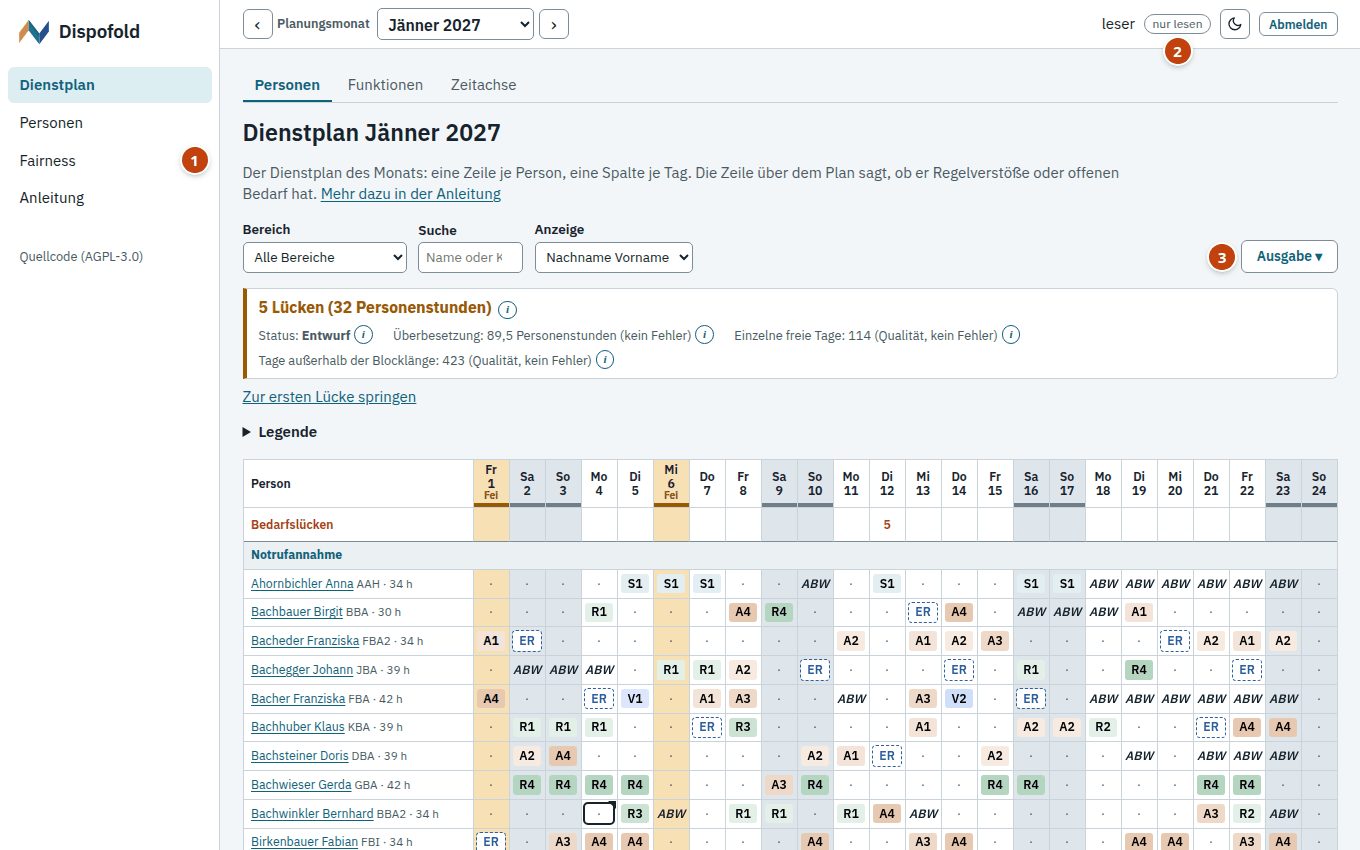 Dispofold
‹ Planungsmonat Jänner 2027 ›
leser nur lesen Abmelden
2
Dienstplan
Personen
Fairness 1
Anleitung
Quellcode (AGPL-3.0)
Personen Funktionen Zeitachse
Dienstplan Jänner 2027
Der Dienstplan des Monats: eine Zeile je Person, eine Spalte je Tag. Die Zeile über dem Plan sagt, ob er Regelverstöße oder offenen
Bedarf hat. Mehr dazu in der Anleitung
Bereich Suche Anzeige
Alle Bereiche Name oder K Nachname Vorname 3 Ausgabe ▾
5 Lücken (32 Personenstunden) i
Status: Entwurf i Überbesetzung: 89,5 Personenstunden (kein Fehler) i Einzelne freie Tage: 114 (Qualität, kein Fehler) i
Tage außerhalb der Blocklänge: 423 (Qualität, kein Fehler) i
Zur ersten Lücke springen
▶ Legende
Person Fr 1 Fei Sa 2 So 3 Mo 4 Di 5 Mi 6 Fei Do 7 Fr 8 Sa 9 So 10 Mo 11 Di 12 Mi 13 Do 14 Fr 15 Sa 16 So 17 Mo 18 Di 19 Mi 20 Do 21 Fr 22 Sa 23 So 24
Bedarfslücken 5
Notrufannahme
Ahornbichler Anna AAH · 34 h · · · · S1 S1 S1 · · ABW · S1 · · · S1 S1 ABW ABW ABW ABW ABW ABW ·
Bachbauer Birgit BBA · 30 h · · · R1 · · · A4 R4 · · · ER A4 · ABW ABW ABW A1 · · · · ·
Bacheder Franziska FBA2 · 34 h A1 ER · · · · · · · · A2 · A1 A2 A3 · · · · ER A2 A1 A2 ·
Bachegger Johann JBA · 39 h · ABW ABW ABW · R1 R1 A2 · ER · · · ER · R1 · · R4 · · ER · ·
Bacher Franziska FBA · 42 h A4 · · ER V1 · A1 A3 · · ABW · A3 V2 · ER · ABW ABW ABW ABW ABW ABW ·
Bachhuber Klaus KBA · 39 h · R1 R1 R1 · · ER R3 · · · · A1 · · A2 A2 R2 · · ER A4 A4 ·
Bachsteiner Doris DBA · 39 h · A2 A4 · · · · · · A2 A1 ER · · A2 · · · ABW · ABW ABW ABW ·
Bachwieser Gerda GBA · 42 h · R4 R4 R4 R4 · · · A3 R4 · · · · R4 R4 · · · · R4 R4 · ·
Bachwinkler Bernhard BBA2 · 34 h · · · · R3 ABW · R1 R1 · R1 A4 ABW · · · · · · · A3 R2 ABW ·
Birkenbauer Fabian FBI · 34 h ER · A3 A4 A4 · · · · A4 · · A3 A4 · · · · A4 A4 · A3 A4 ·